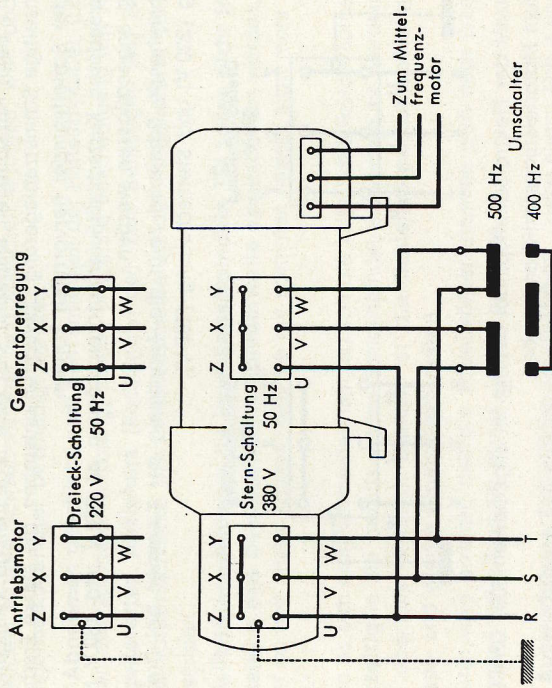 Antriebsmotor
Generatorerregung
Z X Y
Z X Y
Dreieck-Schaltung
220 V 50 Hz
U V W
U V W
Stern-Schaltung
380 V 50 Hz
Z X Y
Z X Y
U V W
U V W
Zum Mittel-
frequenz-
motor
500 Hz
400 Hz
Umschalter
R S T